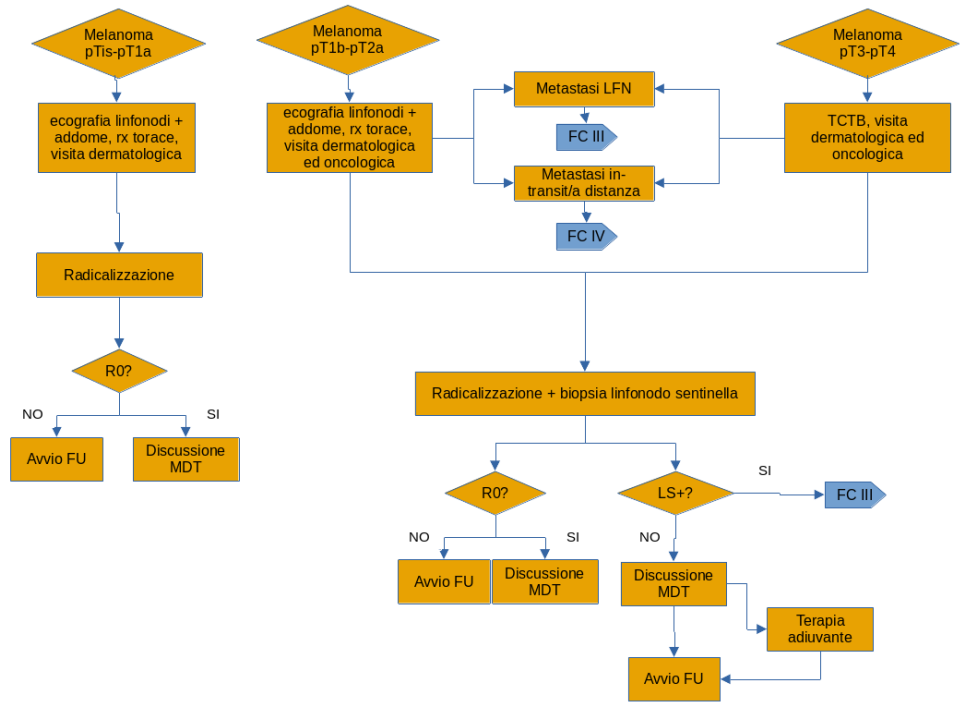 Melanoma
pTis-pT1a
Melanoma
pT1b-pT2a
Melanoma
pT3-pT4
ecografia linfonodi +
addome, rx torace,
visita dermatologica
ecografia linfonodi +
addome, rx torace,
visita dermatologica
ed oncologica
Metastasi LFN
FC III
Metastasi in-
transit/a distanza
FC IV
TCTB, visita
dermatologica ed
oncologica
Radicalizzazione
R0?
NO
SI
Avvio FU
Discussione
MDT
Radicalizzazione + biopsia linfonodo sentinella
R0?
NO
SI
Avvio FU
Discussione
MDT
LS+?
SI
FC III
NO
Discussione
MDT
Terapia
adiuvante
Avvio FU